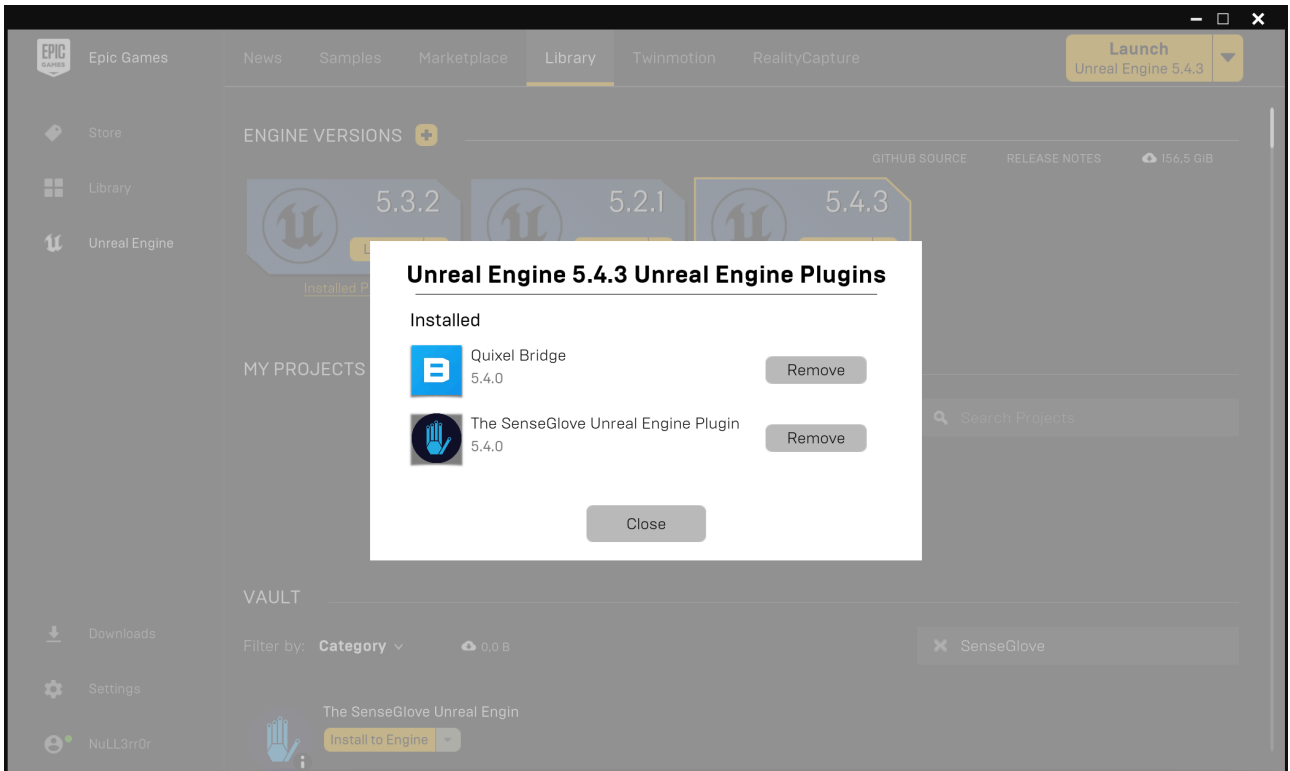 EPIC
GAMES
Epic Games
News
Samples
Marketplace
Library
Twinmotion
RealityCapture
Launch
Unreal Engine 5.4.3
Store
Library
Unreal Engine
ENGINE VERSIONS
GITHUB SOURCE
RELEASE NOTES
156,5 GiB
5.3.2
5.2.1
5.4.3
L
Installed P
Unreal Engine 5.4.3 Unreal Engine Plugins
Installed
Quixel Bridge
5.4.0
Remove
The SenseGlove Unreal Engine Plugin
5.4.0
Remove
Close
MY PROJECTS
Search Projects
VAULT
Filter by:
Category
0,0 B
SenseGlove
The SenseGlove Unreal Engin
Install to Engine
Downloads
Settings
NuLL3rr0r